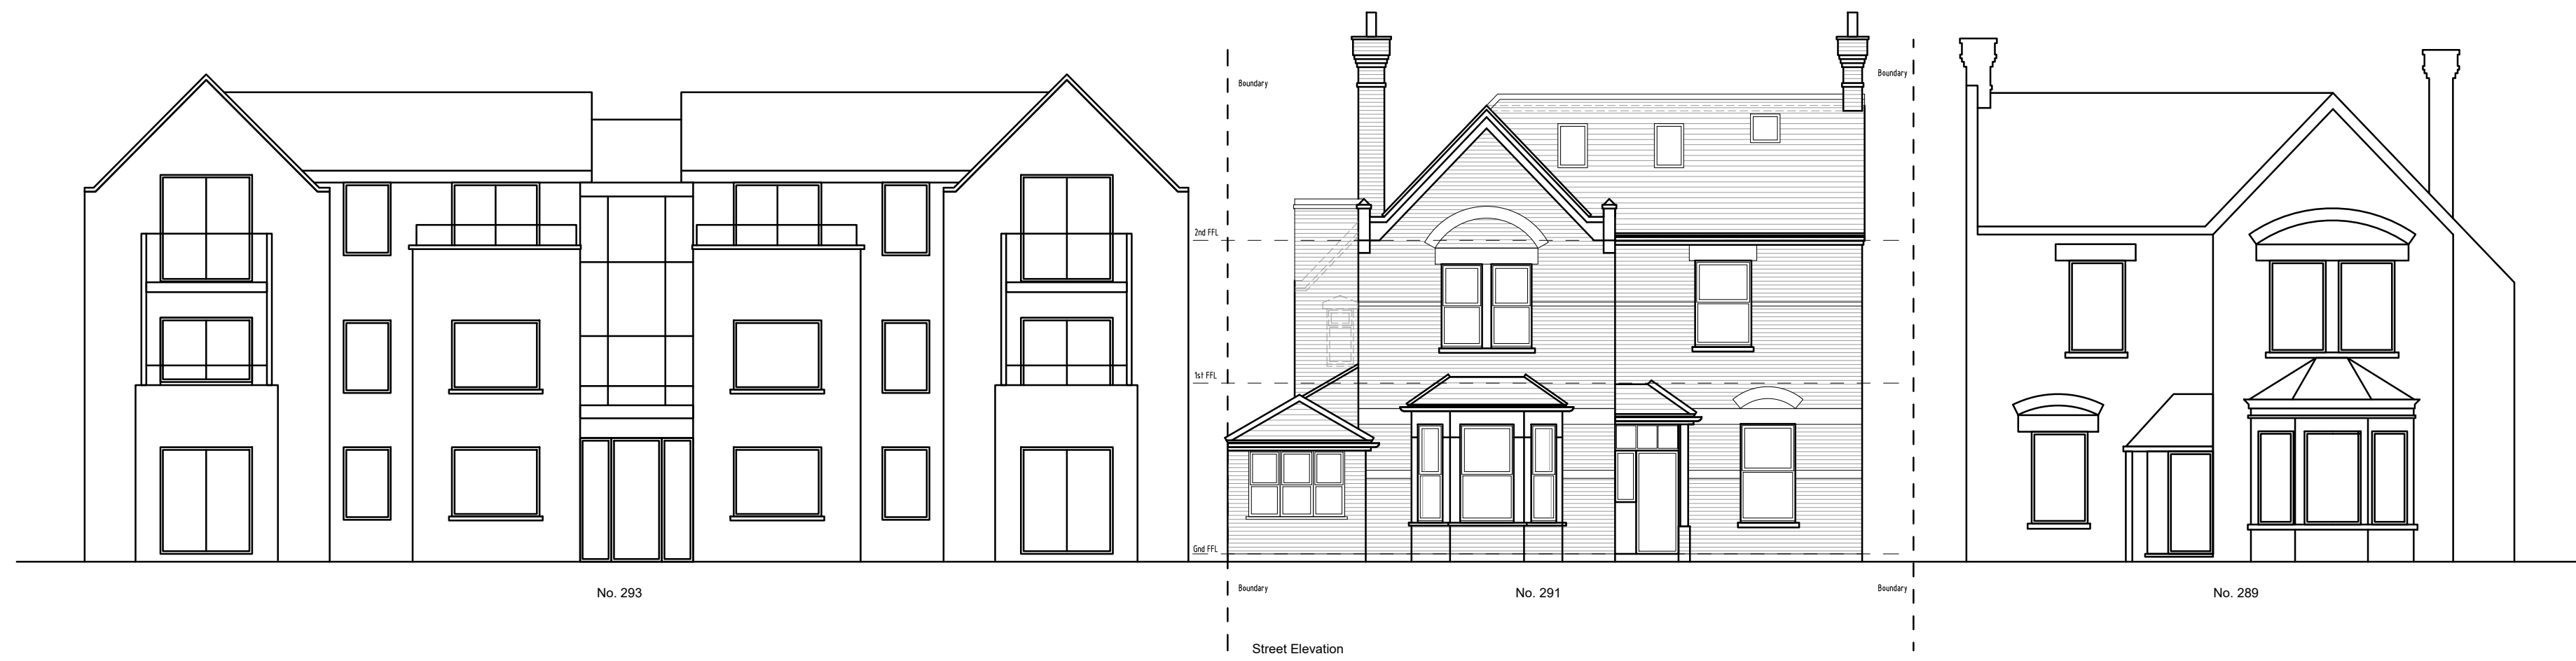 Boundary
Boundary
2nd FFL
1st FFL
Gnd FFL
Boundary
Boundary
No. 293
No. 291
No. 289
Street Elevation